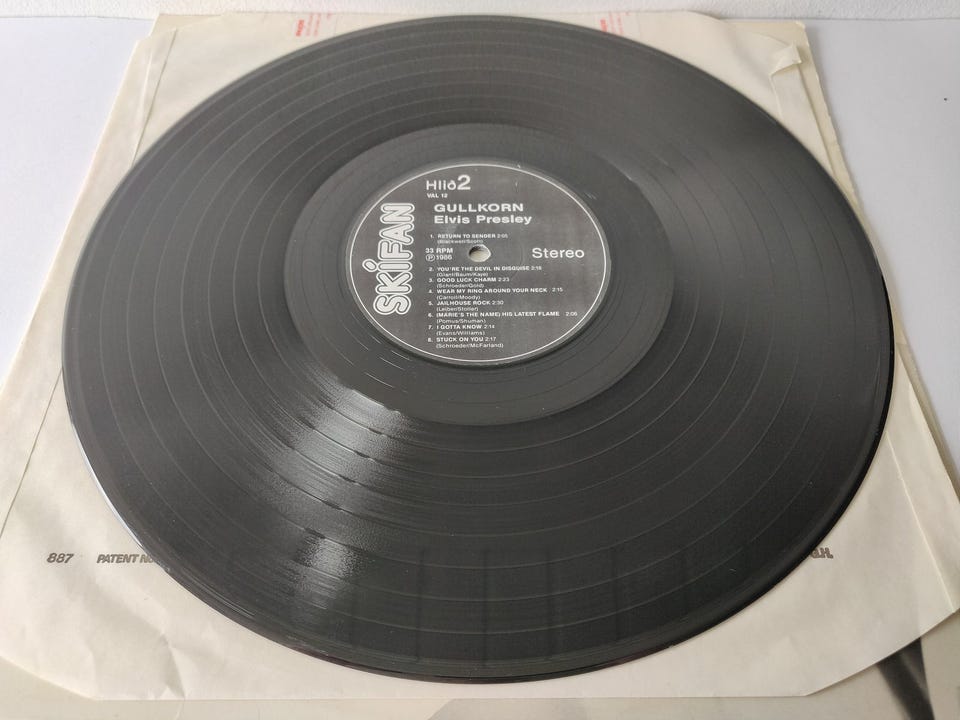 Hlið 2
VAL 12
GULLKORN
Elvis Presley
SKÍFAN
1. RETURN TO SENDER 2:05
(Blackwell/Scott)
33 RPM
Ⓟ 1986
Stereo
2. YOU'RE THE DEVIL IN DISGUISE 2:18
(Giant/Baum/Kaye)
3. GOOD LUCK CHARM 2:23
(Schroeder/Gold)
4. WEAR MY RING AROUND YOUR NECK 2:15
(Carroll/Moody)
5. JAILHOUSE ROCK 2:30
(Leiber/Stoller)
6. (MARIE'S THE NAME) HIS LATEST FLAME 2:06
(Pomus/Shuman)
7. I GOTTA KNOW 2:14
(Evans/Williams)
8. STUCK ON YOU 2:17
(Schroeder/McFarland)
887 PATENT